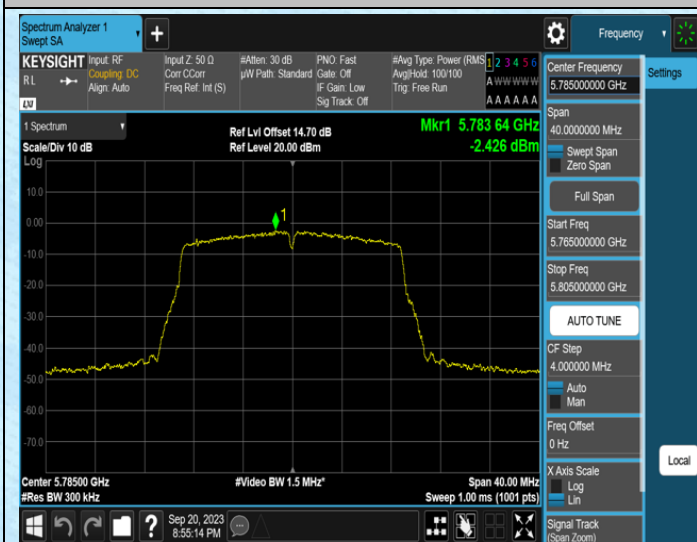 Spectrum Analyzer 1
Swept SA
+
Frequency
KEYSIGHT
RL
LXI
Input: RF
Coupling: DC
Align: Auto
Input Z: 50 Ω
Corr CCorr
Freq Ref: Int (S)
#Atten: 30 dB
µW Path: Standard
PNO: Fast
Gate: Off
IF Gain: Low
Sig Track: Off
#Avg Type: Power (RMS
Avg|Hold: 100/100
Trig: Free Run
1 2 3 4 5 6
A W W W W W
A A A A A A
1 Spectrum
Scale/Div 10 dB
Ref Lvl Offset 14.70 dB
Ref Level 20.00 dBm
Mkr1 5.783 64 GHz
-2.426 dBm
Log
10.0
0.00
-10.0
-20.0
-30.0
-40.0
-50.0
-60.0
-70.0
1
Center 5.78500 GHz
#Res BW 300 kHz
#Video BW 1.5 MHz*
Span 40.00 MHz
Sweep 1.00 ms (1001 pts)
Center Frequency
5.785000000 GHz
Span
40.0000000 MHz
Swept Span
Zero Span
Full Span
Start Freq
5.765000000 GHz
Stop Freq
5.805000000 GHz
AUTO TUNE
CF Step
4.000000 MHz
Auto
Man
Freq Offset
0 Hz
X Axis Scale
Log
Lin
Signal Track
(Span Zoom)
Settings
Local
?
Sep 20, 2023
8:55:14 PM